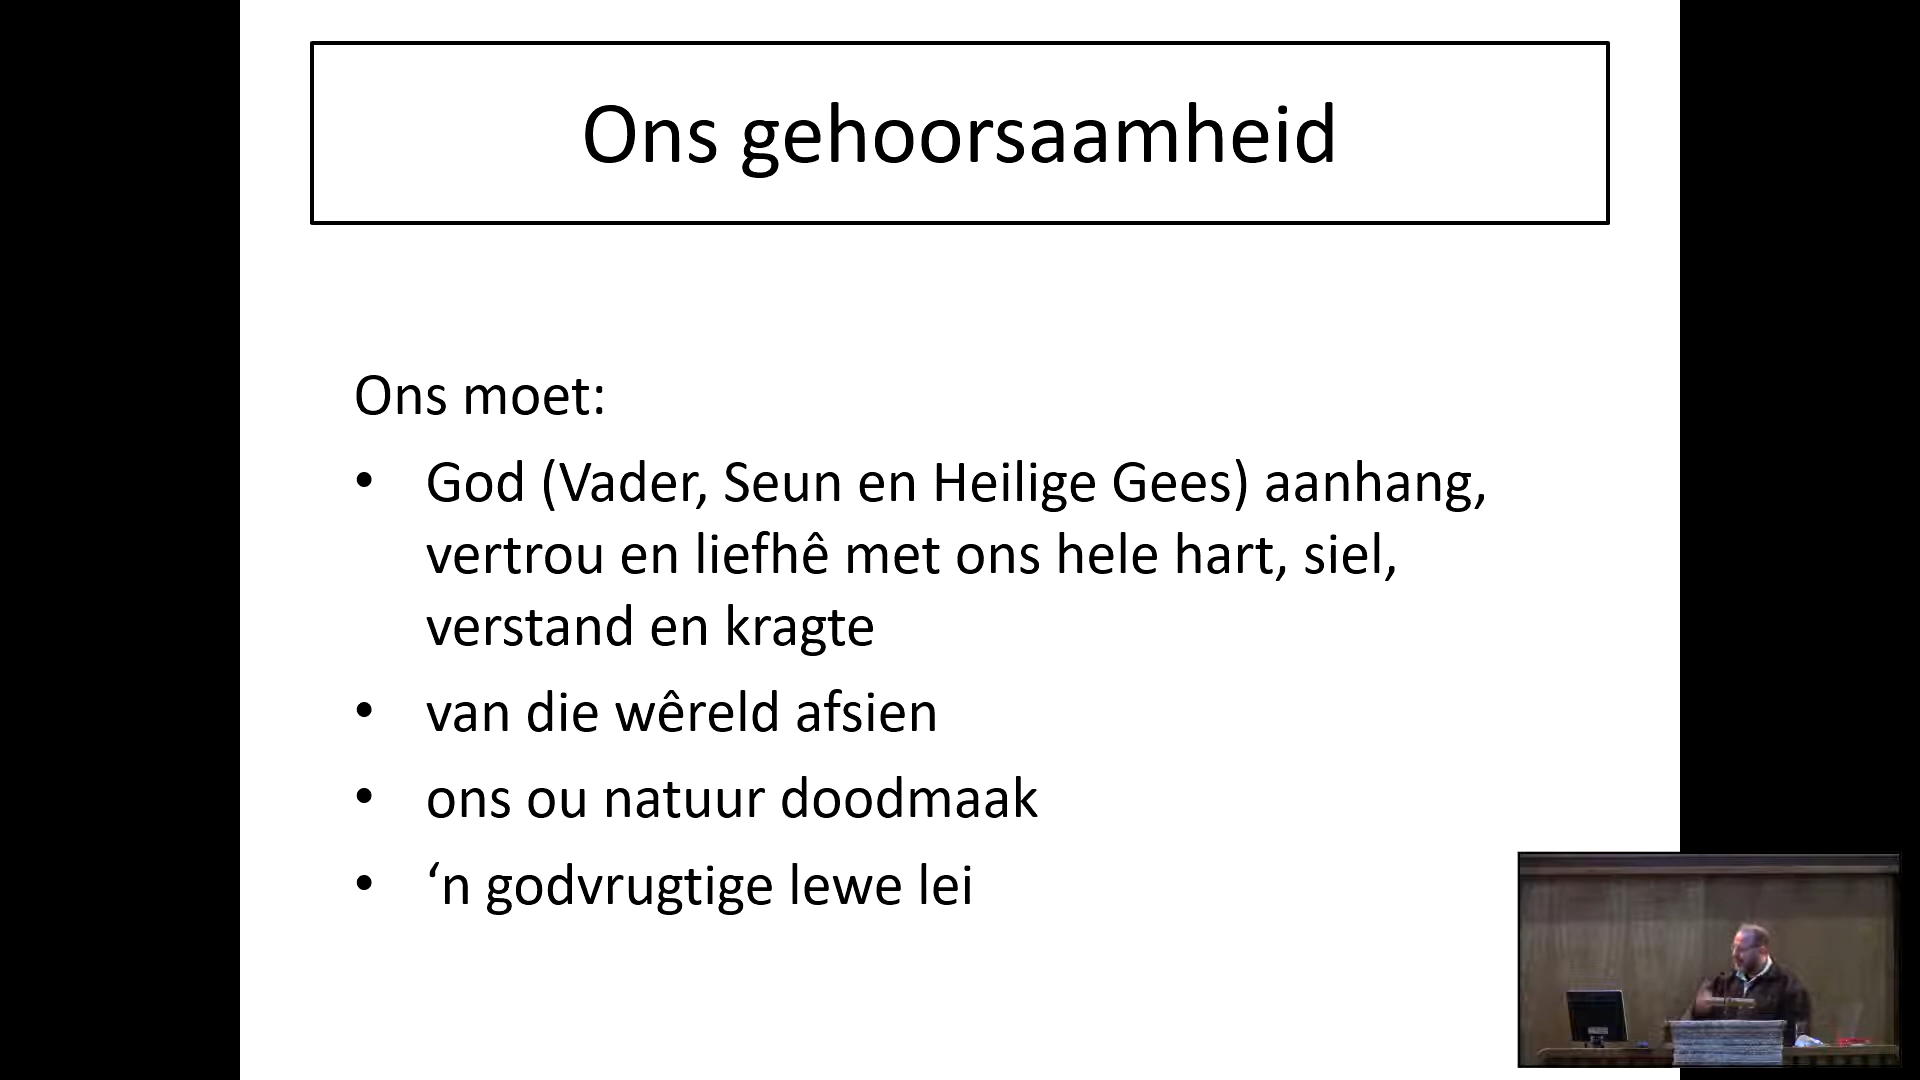 Ons gehoorsaamheid
Ons moet:
• God (Vader, Seun en Heilige Gees) aanhang,
vertrou en liefhê met ons hele hart, siel,
verstand en kragte
• van die wêreld afsien
• ons ou natuur doodmaak
• ‘n godvrugtige lewe lei